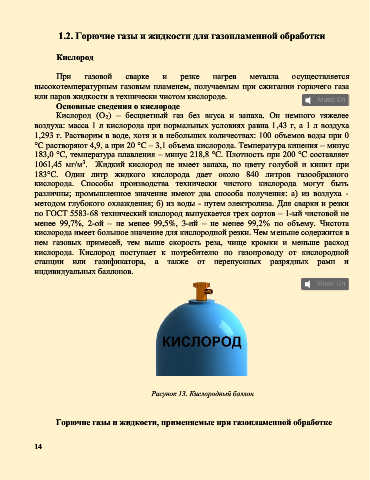 1.2. Горючие газы и жидкости для газопламенной обработки
Кислород
При газовой сварке и резке нагрев металла осуществляется
высокотемпературным газовым пламенем, получаемым при сжигании горючего газа
или паров жидкости в технически чистом кислороде.
Основные сведения о кислороде
Кислород (O₂) – бесцветный газ без вкуса и запаха. Он немного тяжелее
воздуха: масса 1 л кислорода при нормальных условиях равна 1,43 г, а 1 л воздуха
1,293 г. Растворим в воде, хотя и в небольших количествах: 100 объемов воды при 0
°С растворяют 4,9, а при 20 °С – 3,1 объема кислорода. Температура кипения – минус
183,0 °С, температура плавления – минус 218,8 °С. Плотность при 200 °С составляет
1061,45 кг/м³. Жидкий кислород не имеет запаха, по цвету голубой и кипит при
183°С. Один литр жидкого кислорода дает около 840 литров газообразного
кислорода. Способы производства технически чистого кислорода могут быть
различны; промышленное значение имеют два способа получения: а) из воздуха -
методом глубокого охлаждения; б) из воды - путем электролиза. Для сварки и резки
по ГОСТ 5583-68 технический кислород выпускается трех сортов – 1-ый чистовой не
менее 99,7%, 2-ой – не менее 99,5%, 3-ий – не менее 99,2% по объему. Чистота
кислорода имеет большое значение для кислородной резки. Чем меньше содержится в
нем газовых примесей, тем выше скорость реза, чище кромки и меньше расход
кислорода. Кислород поступает к потребителю по газопроводу от кислородной
станции или газификатора, а также от перепускных разрядных рамп и
индивидуальных баллонов.
КИСЛОРОД
Рисунок 13. Кислородный баллон
Горючие газы и жидкости, применяемые при газопламенной обработке
14